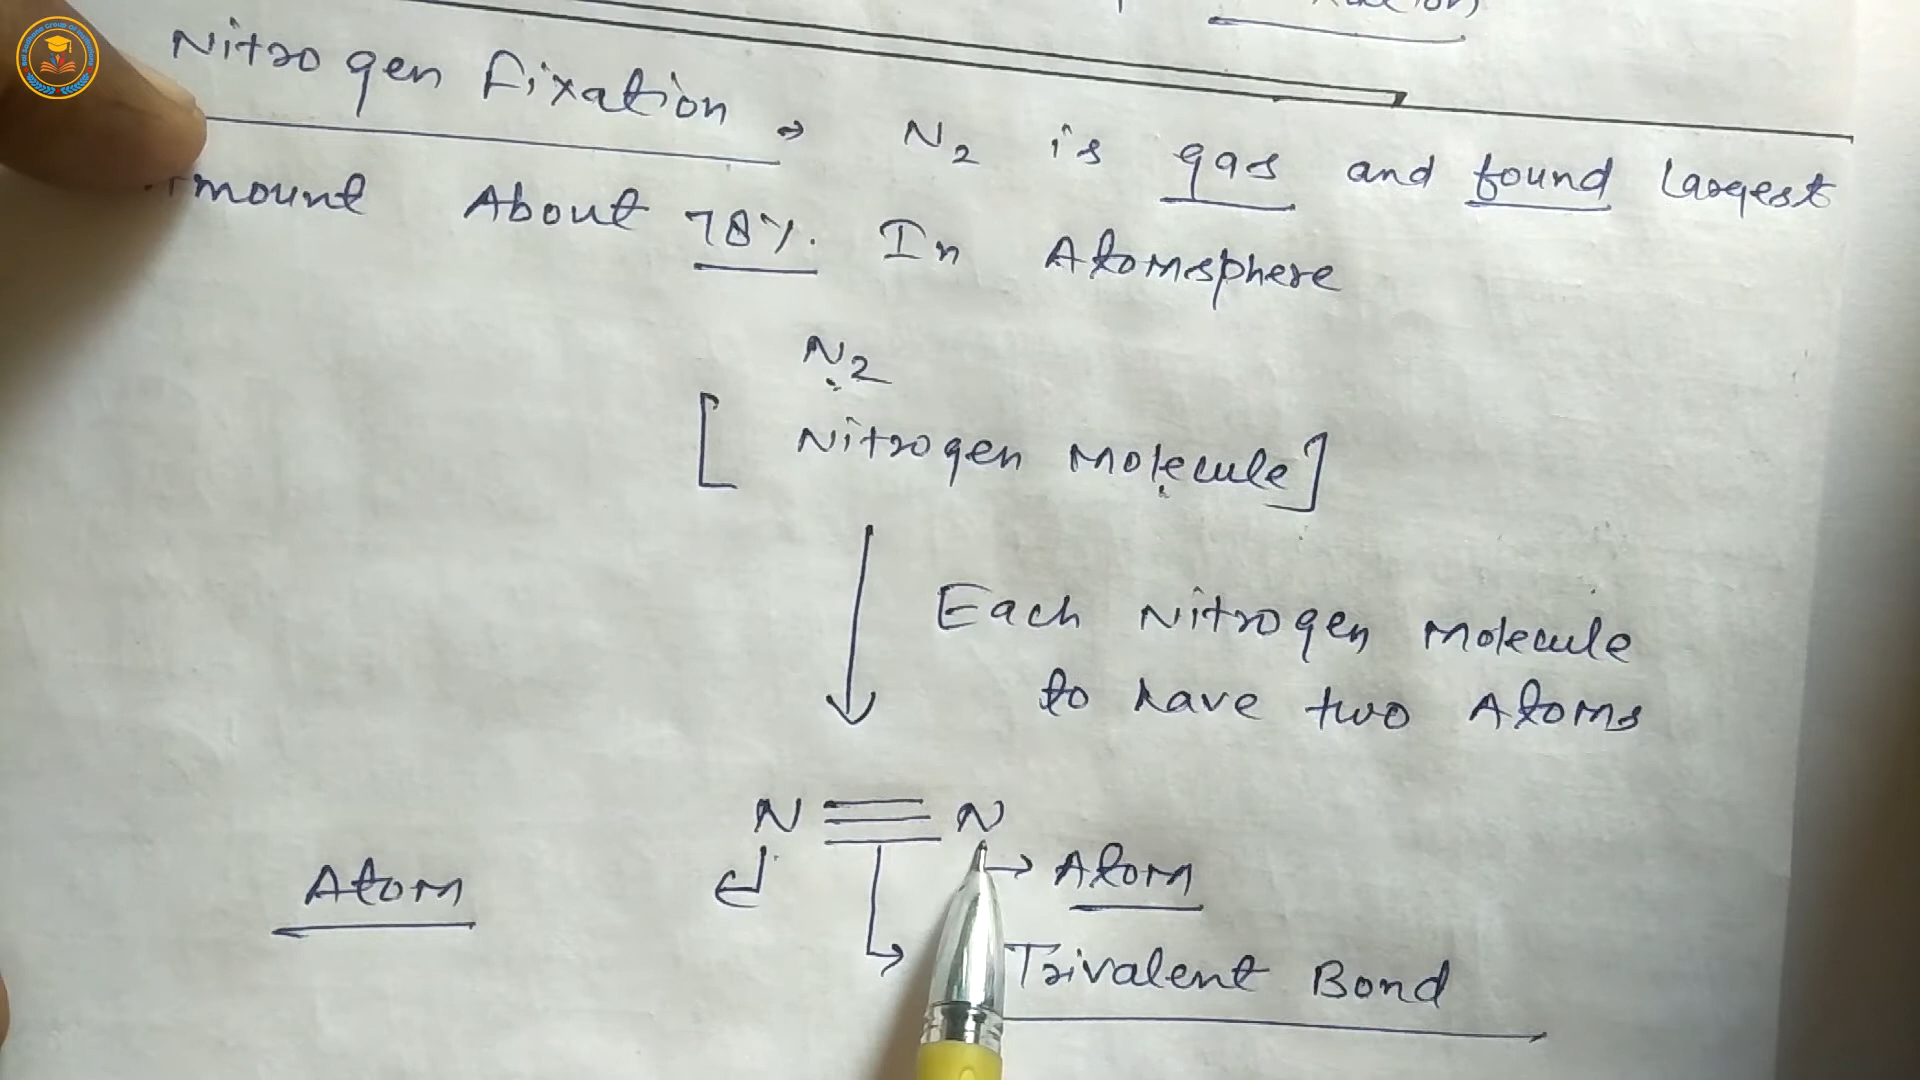 Nitrogen fixation → N2 is gas and found Largest
Amount About 78%. In Atomsphere
N2
[ Nitrogen Molecule]
Each Nitrogen Molecule
to have two Atoms
N ≡ N
Atom
→ Atom
Trivalent Bond